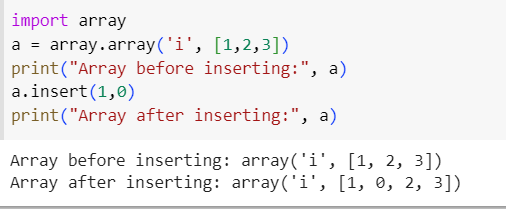 import array
a = array.array('i', [1,2,3])
print("Array before inserting:", a)
a.insert(1,0)
print("Array after inserting:", a)
Array before inserting: array('i', [1, 2, 3])
Array after inserting: array('i', [1, 0, 2, 3])